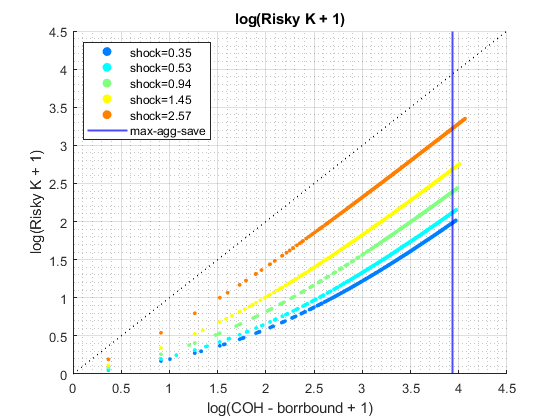 log(Risky K + 1)
4.5
4
3.5
3
2.5
2
1.5
1
0.5
0
log(Risky K + 1)
shock=0.35
shock=0.53
shock=0.94
shock=1.45
shock=2.57
max-agg-save
0 0.5 1 1.5 2 2.5 3 3.5 4 4.5
log(COH - borrbound + 1)